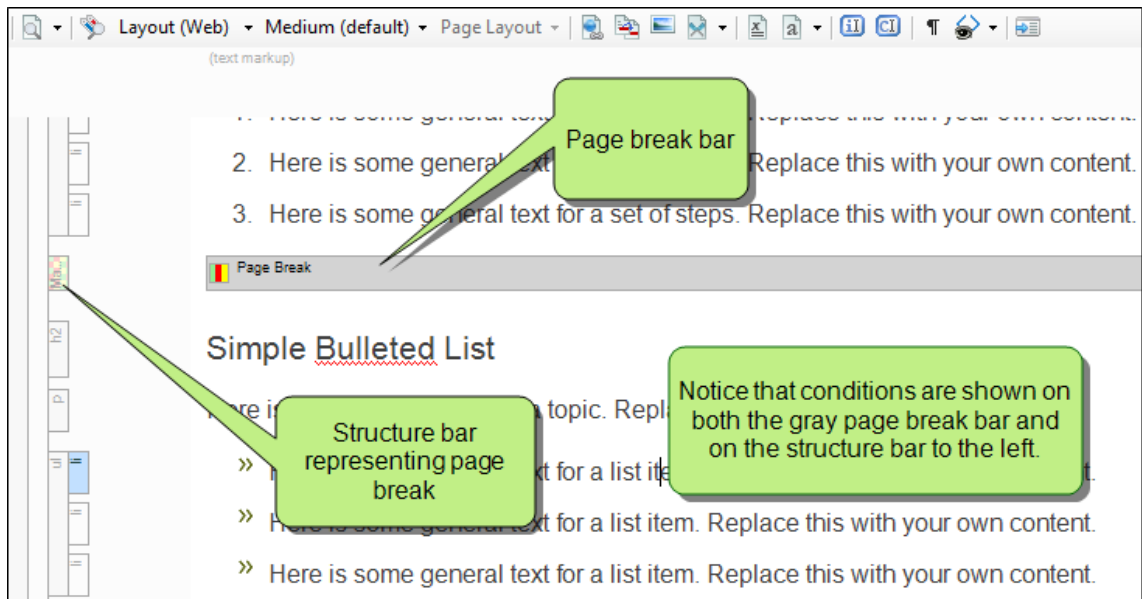 Layout (Web) Medium (default) Page Layout
(text markup)
Page break bar
2. Here is some general text Replace this with your own content.
3. Here is some general text for a set of steps. Replace this with your own content.
Page Break
h2
Simple Bulleted List
p
a topic.
Notice that conditions are shown on
both the gray page break bar and
on the structure bar to the left.
Structure bar
representing page
break
ul
li
» for a list
» Here is some general text for a list item. Replace this with your own content.
» Here is some general text for a list item. Replace this with your own content.